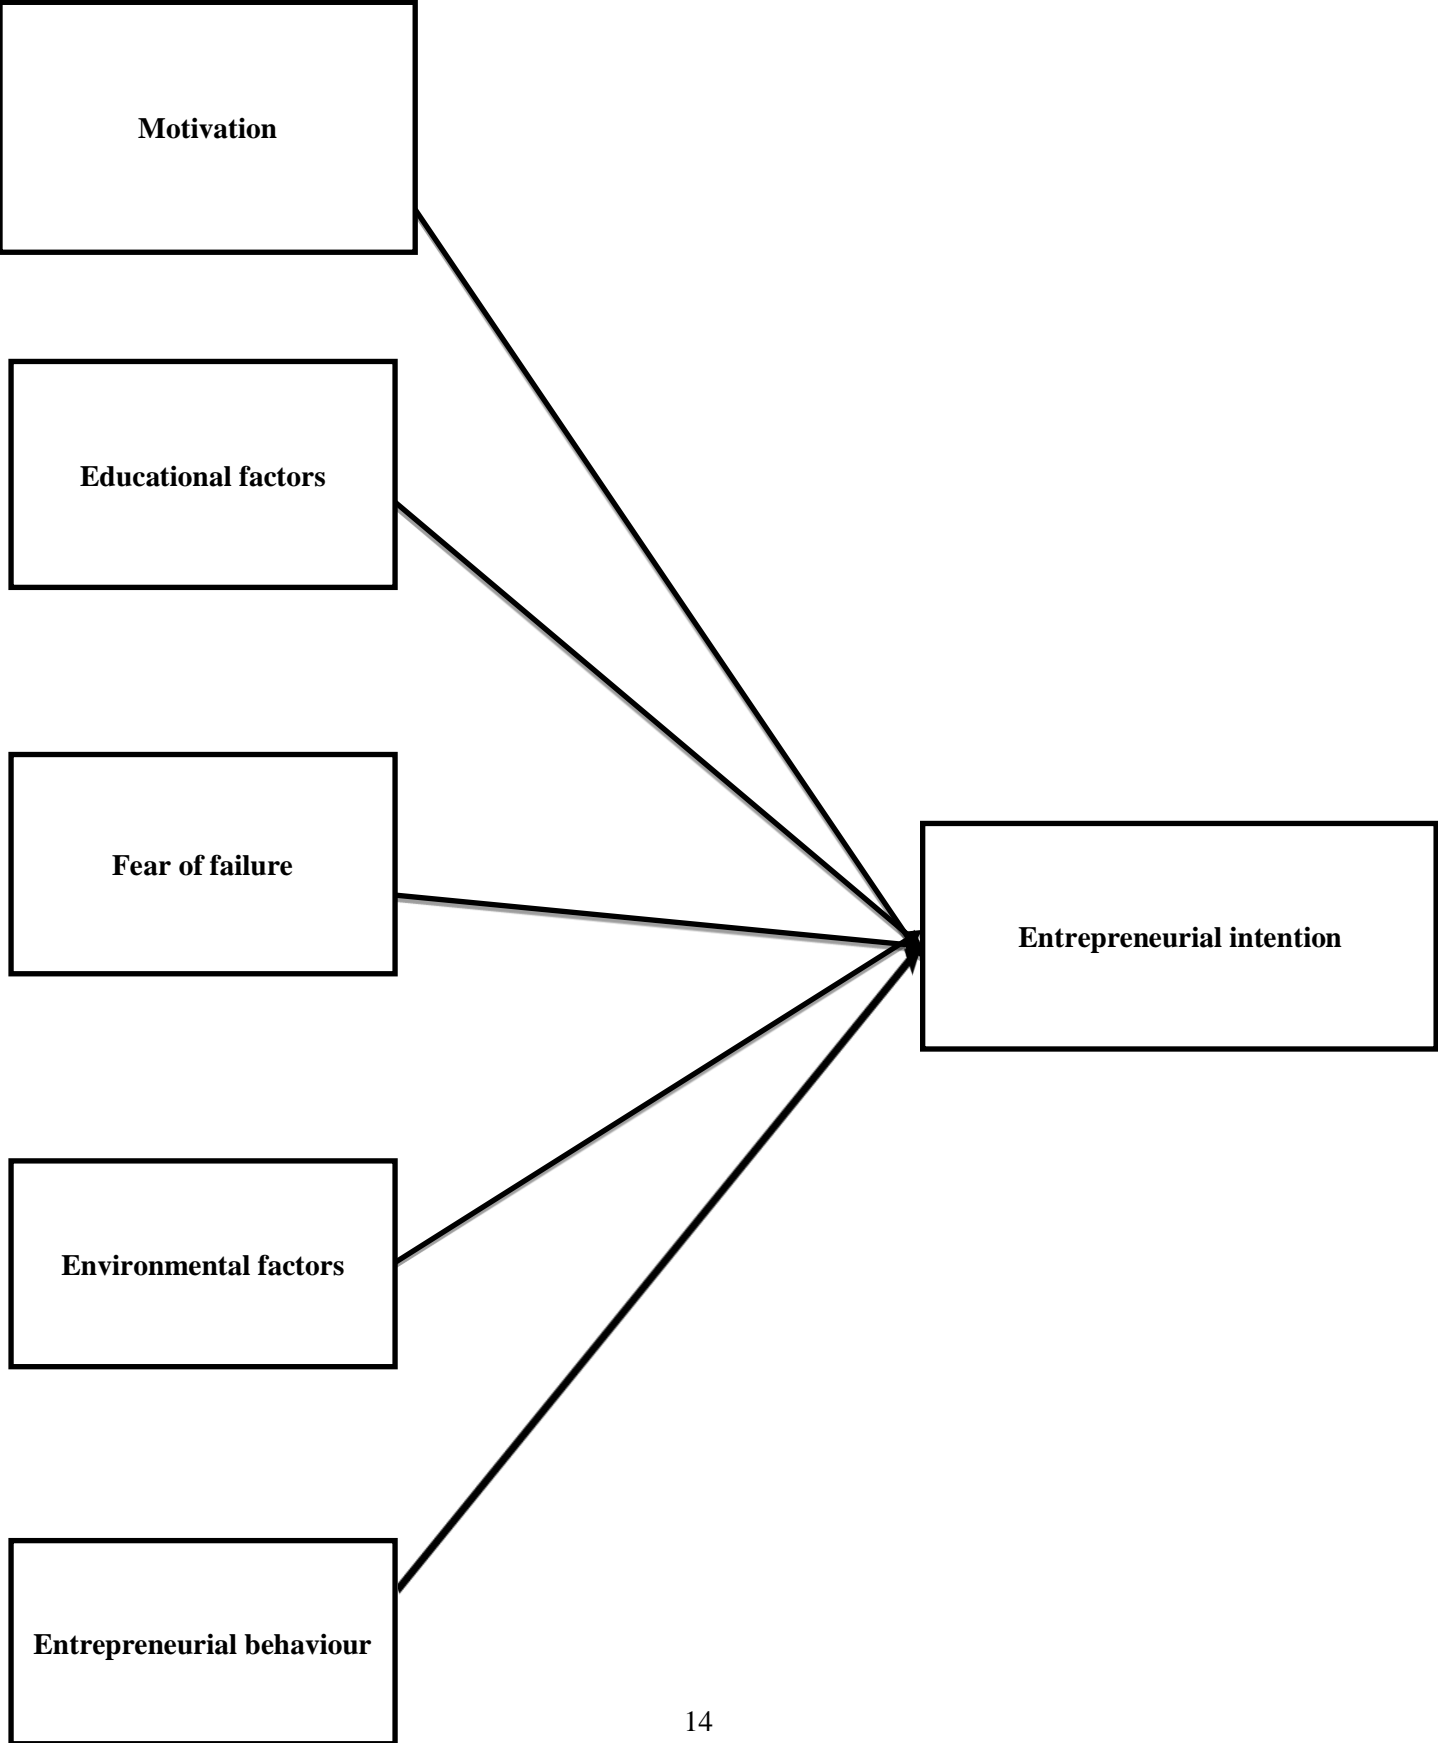 Motivation
Educational factors
Fear of failure
Entrepreneurial intention
Environmental factors
Entrepreneurial behaviour
14